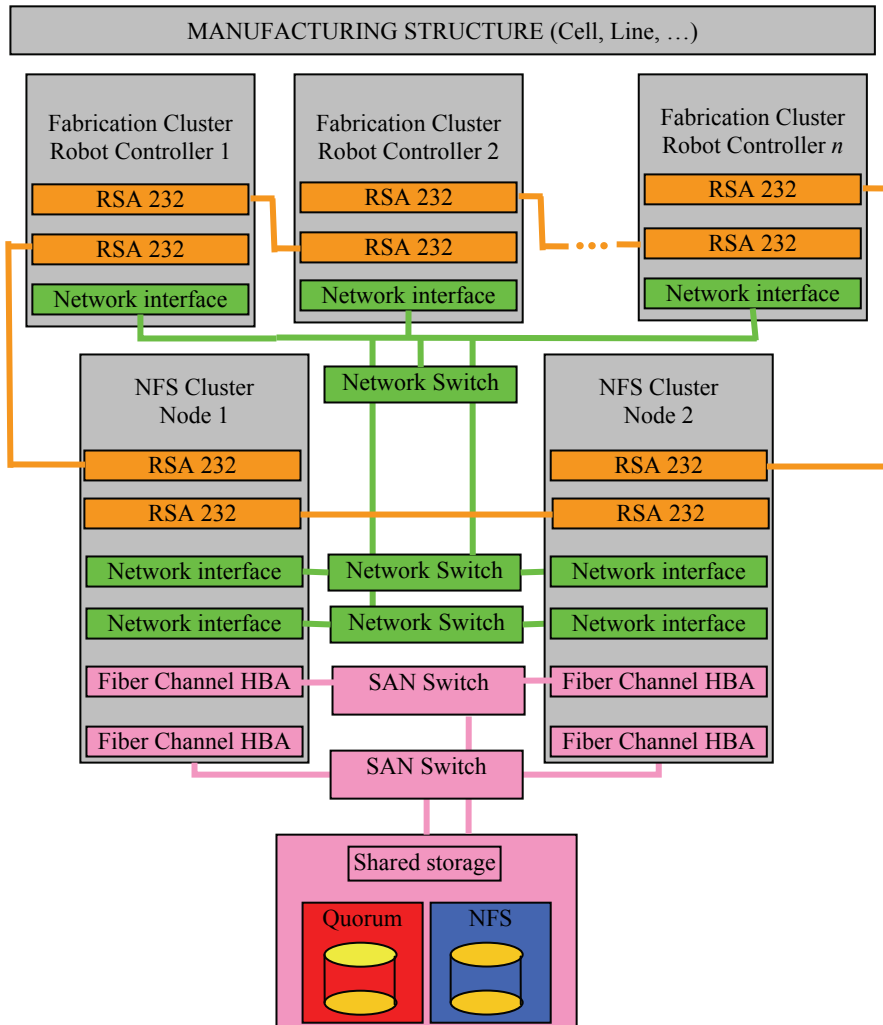 MANUFACTURING STRUCTURE (Cell, Line, …)
Fabrication Cluster
Robot Controller 1
RSA 232
RSA 232
Network interface
Fabrication Cluster
Robot Controller 2
RSA 232
RSA 232
Network interface
Fabrication Cluster
Robot Controller n
RSA 232
RSA 232
Network interface
Network Switch
NFS Cluster
Node 1
RSA 232
RSA 232
Network interface
Network interface
Fiber Channel HBA
Fiber Channel HBA
Network Switch
Network Switch
SAN Switch
SAN Switch
NFS Cluster
Node 2
RSA 232
RSA 232
Network interface
Network interface
Fiber Channel HBA
Fiber Channel HBA
Shared storage
Quorum
NFS